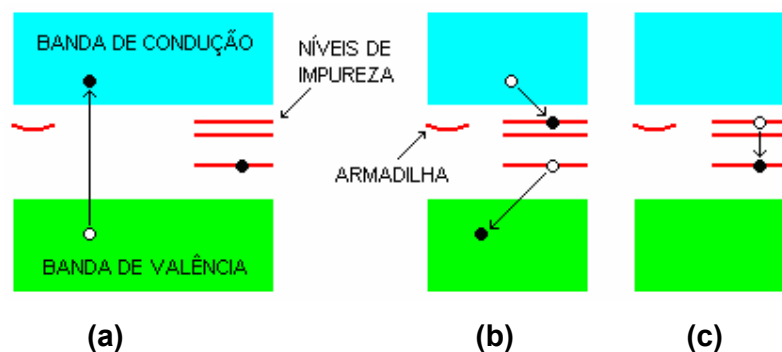 BANDA DE CONDUÇÃO
NÍVEIS DE
IMPUREZA
ARMADILHA
BANDA DE VALÊNCIA
(a)
(b)
(c)